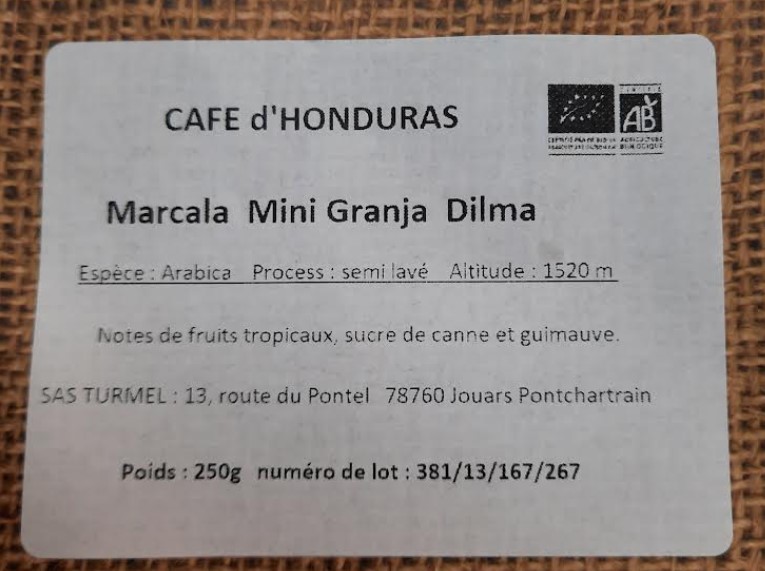 CAFE d'HONDURAS
AB
Marcala Mini Granja Dilma
Espèce : Arabica Process : semi lavé Altitude : 1520 m
Notes de fruits tropicaux, sucre de canne et guimauve.
SAS TURMEL : 13, route du Pontel 78760 Jouars Pontchartrain
Poids : 250g numéro de lot : 381/13/167/267